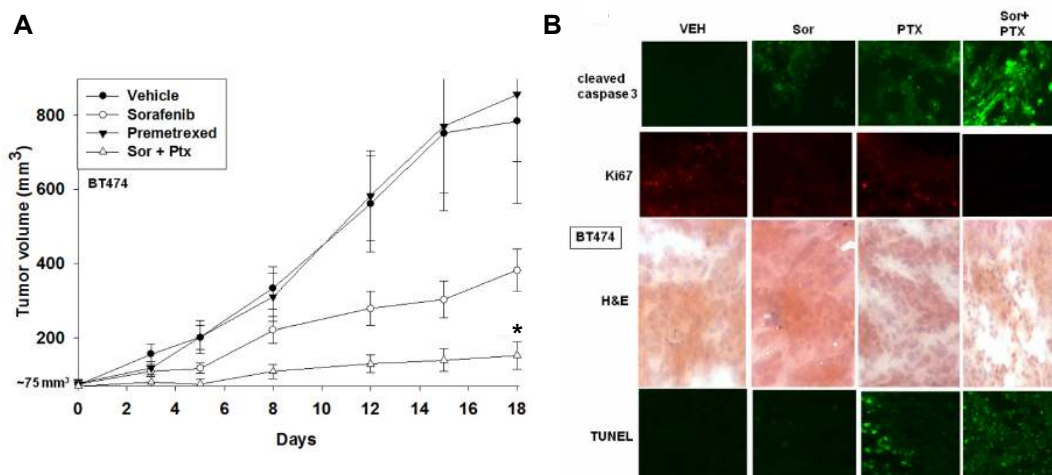 A
Tumor volume (mm3)
800
600
400
200
~75 mm3
Vehicle
Sorafenib
Premetrexed
Sor + Ptx
BT474
*
0 2 4 6 8 10 12 14 16 18
Days
B
VEH Sor PTX Sor+
PTX
cleaved
caspase 3
Ki67
BT474
H&E
TUNEL